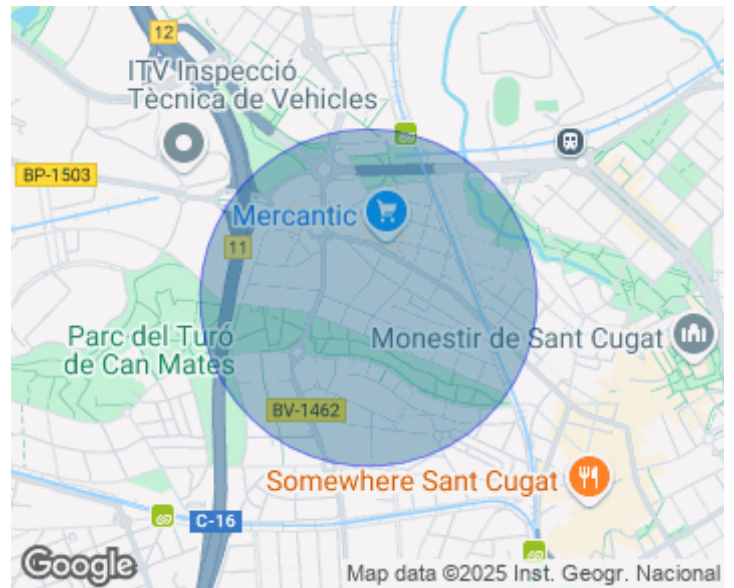 12
ITV Inspecció
Tècnica de Vehicles
BP-1503
Mercantic
11
Parc del Turó
de Can Mates
Monestir de Sant Cugat
BV-1462
Somewhere Sant Cugat
C-16
Google
Map data ©2025 Inst. Geogr. Nacional